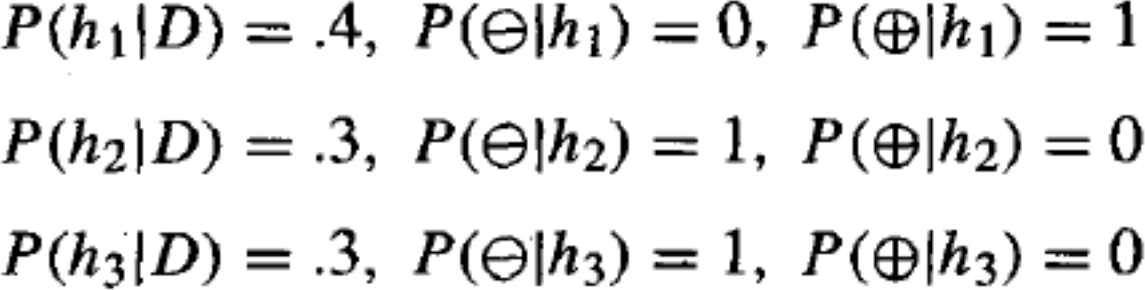 P(h₁|D) = .4, P(⊖|h₁) = 0, P(⊕|h₁) = 1
P(h₂|D) = .3, P(⊖|h₂) = 1, P(⊕|h₂) = 0
P(h₃|D) = .3, P(⊖|h₃) = 1, P(⊕|h₃) = 0